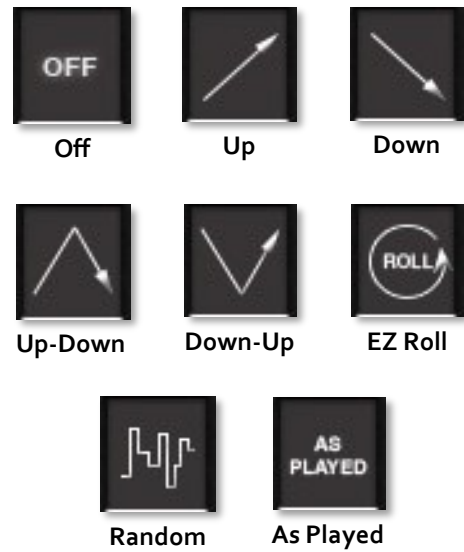 OFF
Off
Up
Down
Up-Down
Down-Up
ROLL
EZ Roll
Random
AS
PLAYED
As Played